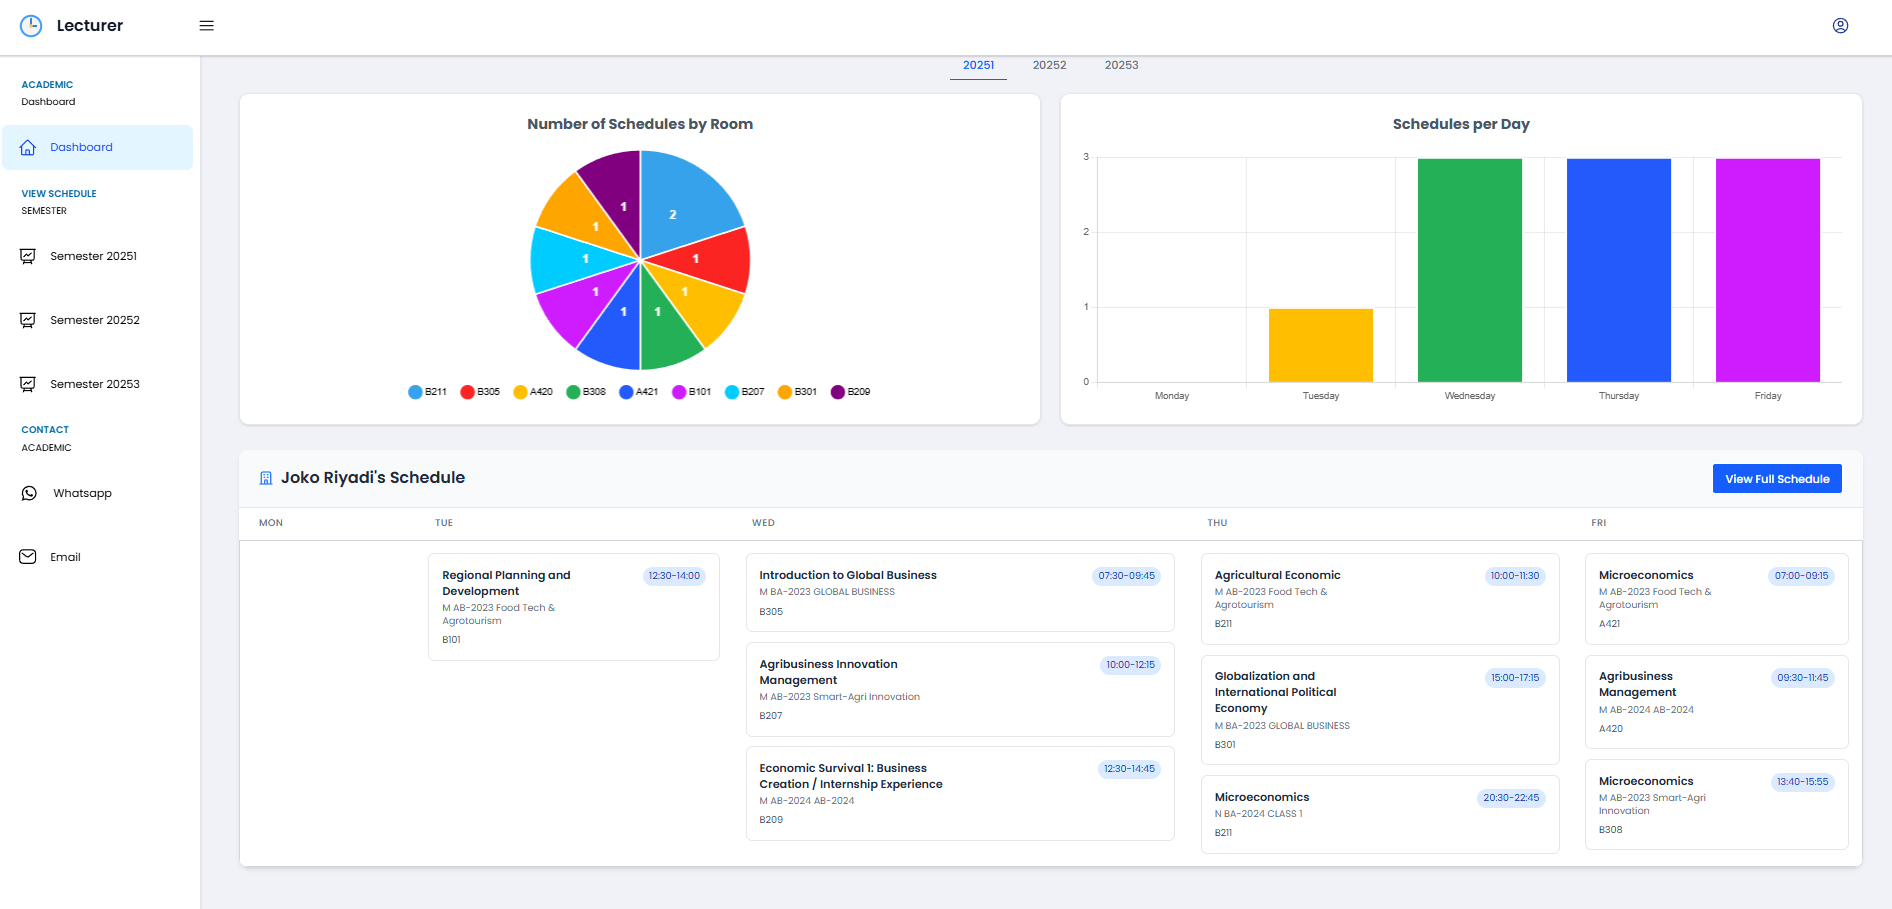 Lecturer
ACADEMIC
Dashboard
Dashboard
VIEW SCHEDULE
SEMESTER
Semester 20251
Semester 20252
Semester 20253
CONTACT
ACADEMIC
Whatsapp
Email
20251 20252 20253
Number of Schedules by Room
2
1
1
1
1
1
1
1
1
B211 B305 A420 B308 A421 B101 B207 B301 B209
Schedules per Day
3
2
1
0
Monday Tuesday Wednesday Thursday Friday
Joko Riyadi's Schedule
View Full Schedule
MON TUE WED THU FRI
Regional Planning and
Development
12:30-14:00
M AB-2023 Food Tech &
Agrotourism
B101
Introduction to Global Business
07:30-09:45
M BA-2023 GLOBAL BUSINESS
B305
Agribusiness Innovation
Management
10:00-12:15
M AB-2023 Smart-Agri Innovation
B207
Economic Survival 1: Business
Creation / Internship Experience
12:30-14:45
M AB-2024 AB-2024
B209
Agricultural Economic
10:00-11:30
M AB-2023 Food Tech &
Agrotourism
B211
Globalization and
International Political
Economy
15:00-17:15
M BA-2023 GLOBAL BUSINESS
B301
Microeconomics
20:30-22:45
N BA-2024 CLASS 1
B211
Microeconomics
07:00-09:15
M AB-2023 Food Tech &
Agrotourism
A421
Agribusiness
Management
09:30-11:45
M AB-2024 AB-2024
A420
Microeconomics
13:40-15:55
M AB-2023 Smart-Agri
Innovation
B308